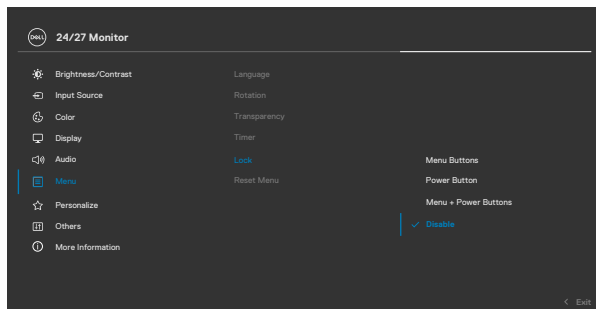 DELL
24/27 Monitor
Brightness/Contrast
Input Source
Color
Display
Audio
Menu
Personalize
Others
More Information
Language
Rotation
Transparency
Timer
Lock
Reset Menu
Menu Buttons
Power Button
Menu + Power Buttons
Disable
Exit